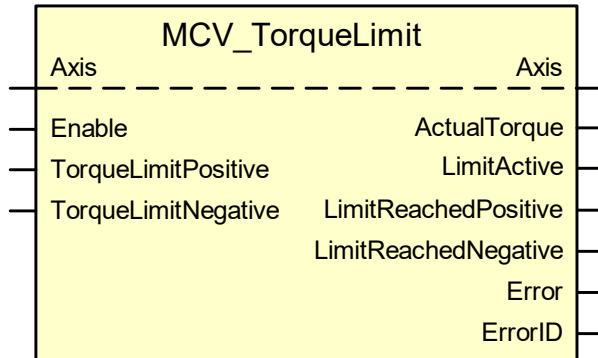 MCV_TorqueLimit
Axis Axis
Enable ActualTorque
TorqueLimitPositive LimitActive
TorqueLimitNegative LimitReachedPositive
LimitReachedNegative
Error
ErrorID